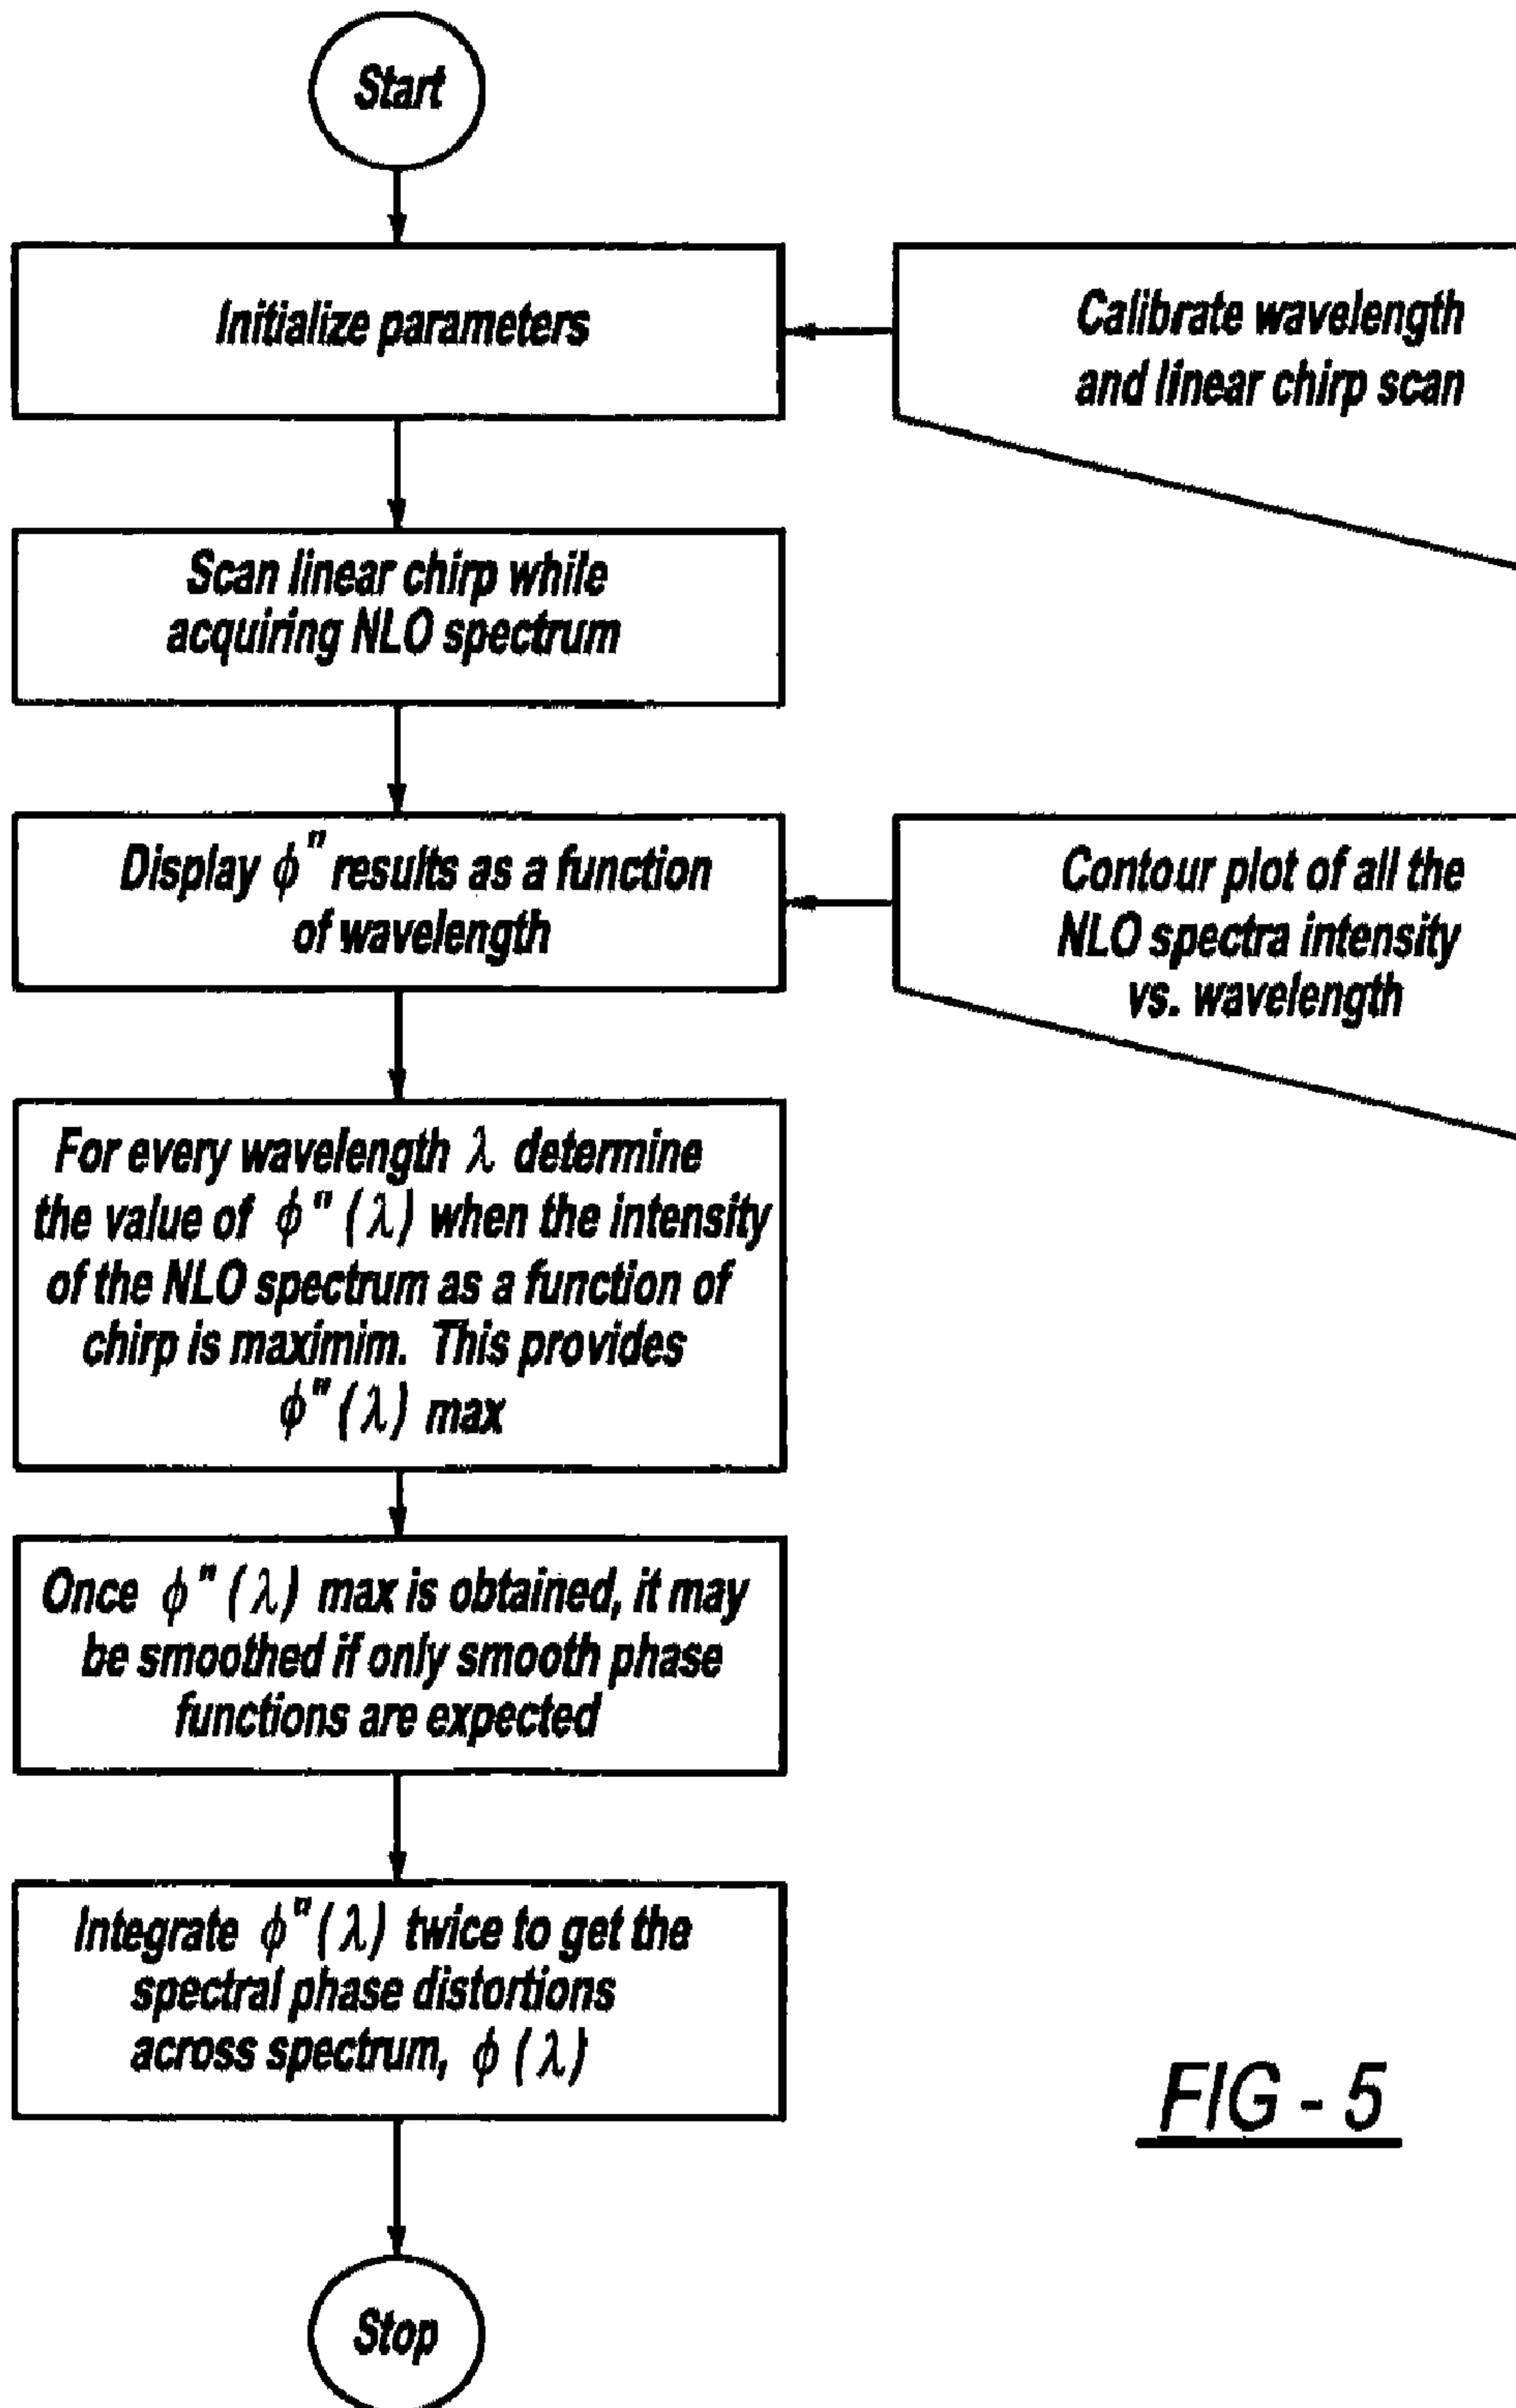 Start
Initialize parameters
Calibrate wavelength
and linear chirp scan
Scan linear chirp while
acquiring NLO spectrum
Display ϕ" results as a function
of wavelength
Contour plot of all the
NLO spectra intensity
vs. wavelength
For every wavelength λ determine
the value of ϕ" (λ) when the intensity
of the NLO spectrum as a function of
chirp is maximim. This provides
ϕ" (λ) max
Once ϕ" (λ) max is obtained, it may
be smoothed if only smooth phase
functions are expected
Integrate ϕ" (λ) twice to get the
spectral phase distortions
across spectrum, ϕ (λ)
Stop
FIG - 5